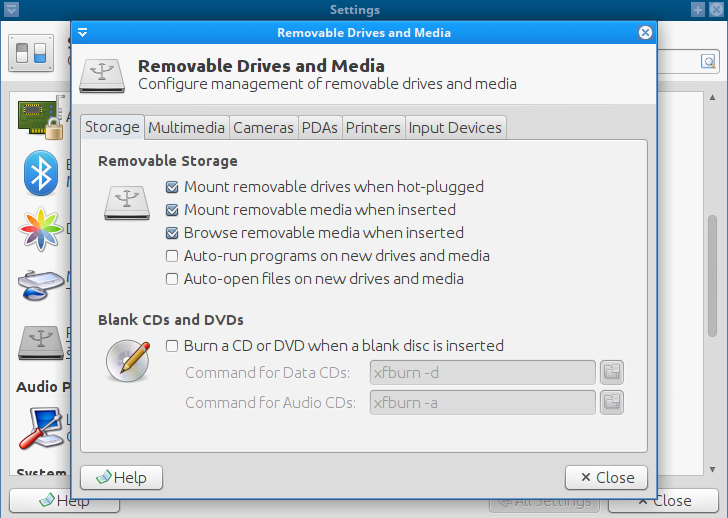 Settings
Removable Drives and Media
Removable Drives and Media
Configure management of removable drives and media
Storage
Multimedia
Cameras
PDAs
Printers
Input Devices
Removable Storage
Mount removable drives when hot-plugged
Mount removable media when inserted
Browse removable media when inserted
Auto-run programs on new drives and media
Auto-open files on new drives and media
Blank CDs and DVDs
Burn a CD or DVD when a blank disc is inserted
Command for Data CDs:
xfburn -d
Command for Audio CDs:
xfburn -a
Help
Close
Audio P
System
Help
All Settings
Close